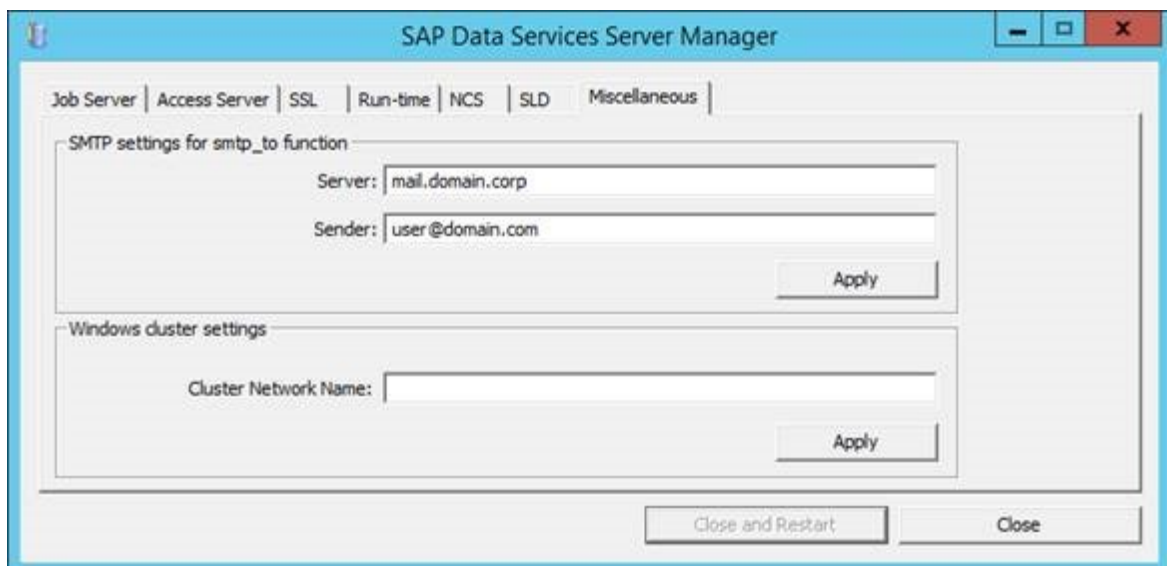 SAP Data Services Server Manager
Job Server Access Server SSL Run-time NCS SLD Miscellaneous
SMTP settings for smtp_to function
Server: mail.domain.corp
Sender: user@domain.com
Apply
Windows cluster settings
Cluster Network Name:
Apply
Close and Restart Close